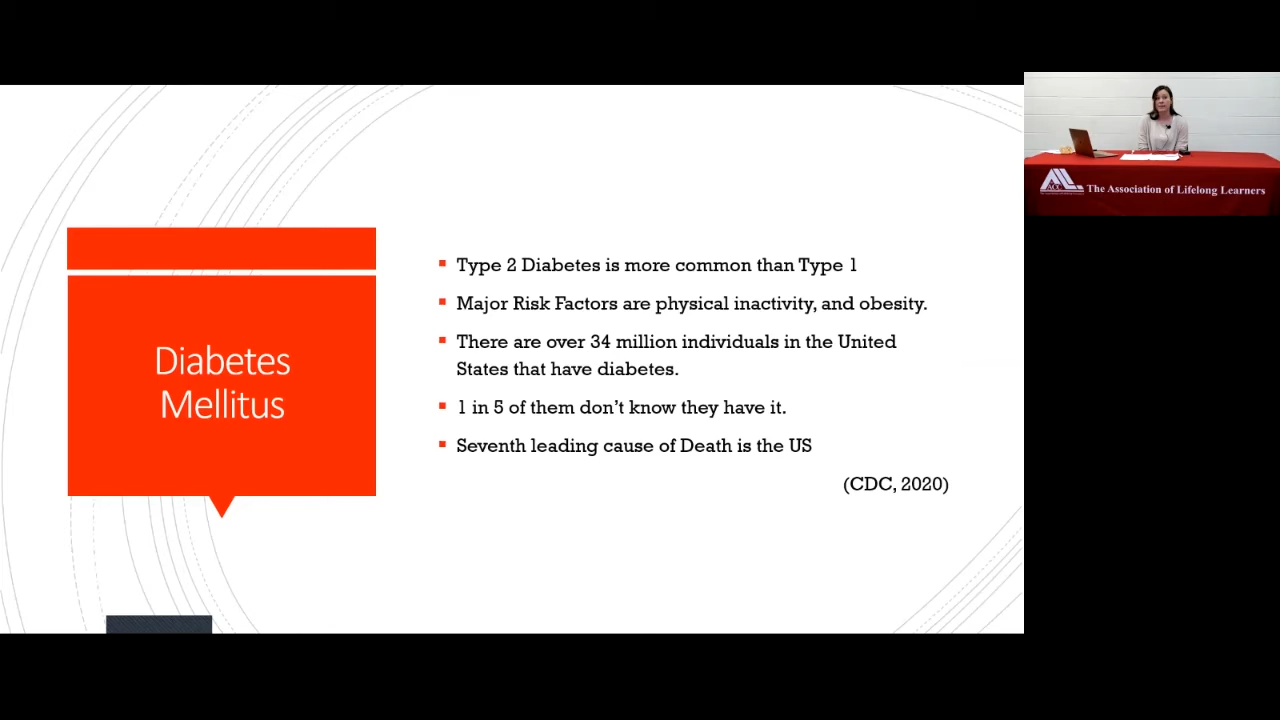 Diabetes
Mellitus
Type 2 Diabetes is more common than Type 1
Major Risk Factors are physical inactivity, and obesity.
There are over 34 million individuals in the United
States that have diabetes.
1 in 5 of them don’t know they have it.
Seventh leading cause of Death is the US
(CDC, 2020)
ACC
The Association of Lifelong Learners